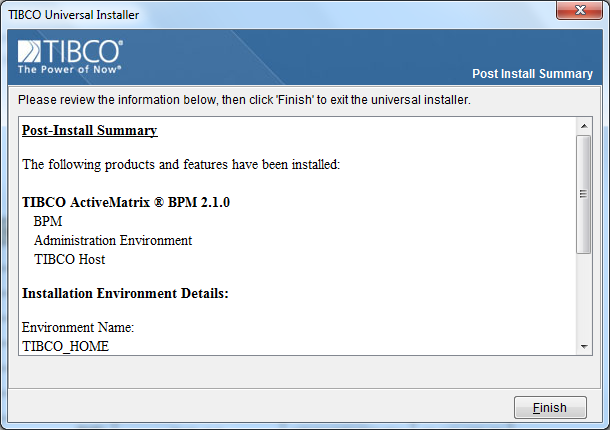 TIBCO Universal Installer
TIBCO®
The Power of Now®
Post Install Summary
Please review the information below, then click 'Finish' to exit the universal installer.
Post-Install Summary
The following products and features have been installed:
TIBCO ActiveMatrix ® BPM 2.1.0
BPM
Administration Environment
TIBCO Host
Installation Environment Details:
Environment Name:
TIBCO_HOME
Finish